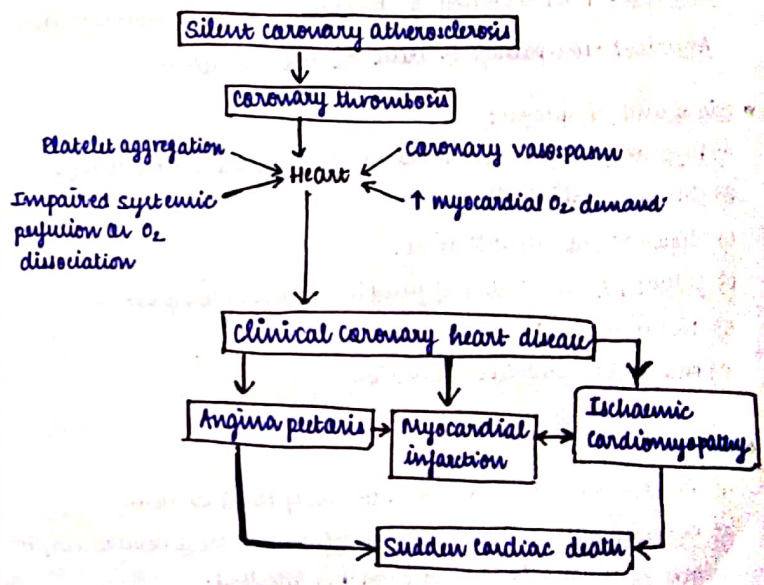 Silent coronary atherosclerosis
coronary thrombosis
Platelet aggregation
coronary vasospasm
Heart
Impaired systemic
perfusion or O₂
dissociation
↑ myocardial O₂ demand
Clinical coronary heart disease
Angina pectoris
Myocardial
infarction
Ischaemic
cardiomyopathy
Sudden cardiac death